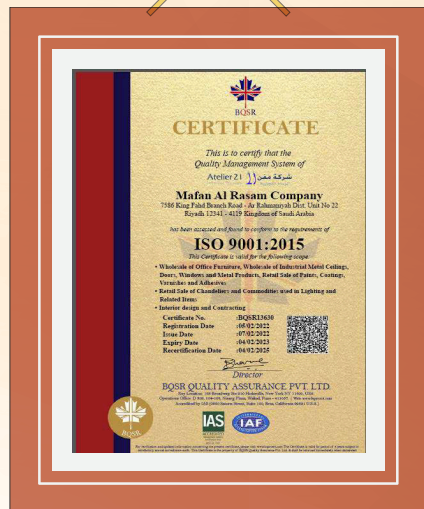 BQSR
CERTIFICATE
This is to certify that the
Quality Management System of
Atelier 21 شركة مفن
Mafan Al Rasam Company
7586 King Fahd Branch Road - Ar Rahmaniyah Dist. Unit No 22
Riyadh 12341 - 4119 Kingdom of Saudi Arabia
has been assessed and found to conform to the requirements of
ISO 9001:2015
This Certificate is valid for the following scope
• Wholesale of Office Furniture, Wholesale of Industrial Metal Ceilings,
Doors, Windows and Metal Products, Retail Sale of Paints, Coatings,
Varnishes and Adhesives
• Retail Sale of Chandeliers and Commodities used in Lighting and
Related Items
• Interior design and Contracting
Certificate No. :BQSR13630
Registration Date :05/02/2022
Issue Date :07/02/2022
Expiry Date :04/02/2023
Recertification Date :04/02/2025
Director
BQSR QUALITY ASSURANCE PVT. LTD.
IAS
IAF
BQSR